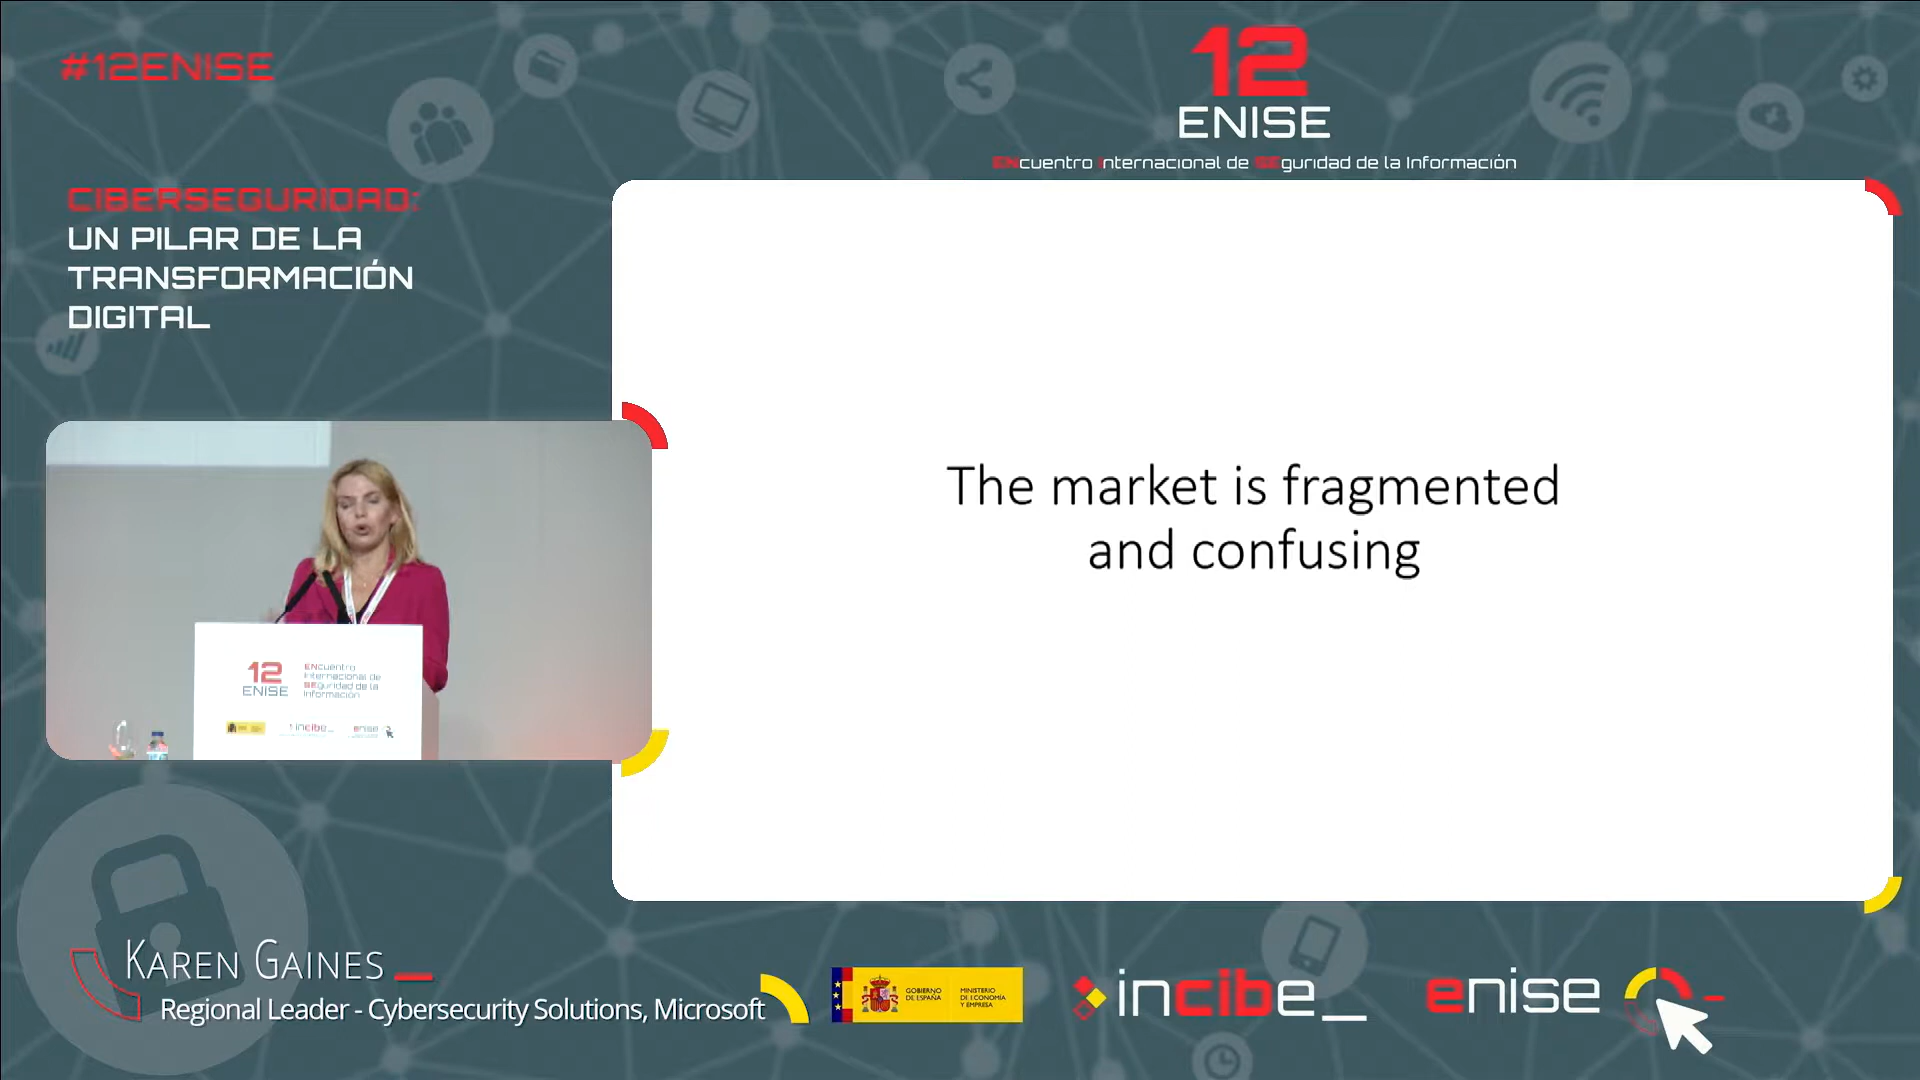 #12ENISE
12
ENISE
ENcuentro Internacional de SEguridad de la Información
CIBERSEGURIDAD:
UN PILAR DE LA
TRANSFORMACIÓN
DIGITAL
The market is fragmented
and confusing
12
ENISE
ENcuentro
Internacional de
SEguridad de la
Información
incibe_
enise
KAREN GAINES
Regional Leader - Cybersecurity Solutions, Microsoft
GOBIERNO
DE ESPAÑA
MINISTERIO
DE ECONOMÍA
Y EMPRESA
incibe_
enise